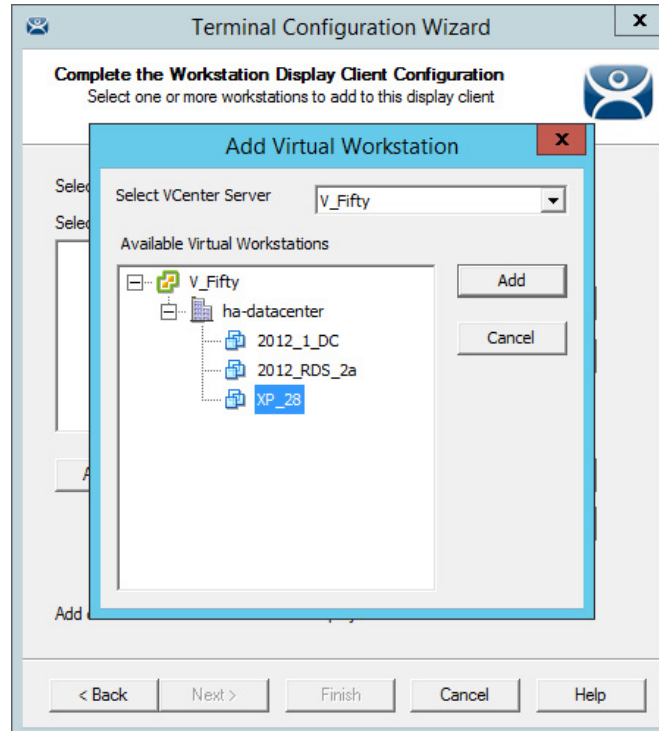 Terminal Configuration Wizard
x
Complete the Workstation Display Client Configuration
Select one or more workstations to add to this display client
Add Virtual Workstation
x
Select VCenter Server
V_Fifty
Available Virtual Workstations
V_Fifty
ha-datacenter
2012_1_DC
2012_RDS_2a
XP_28
Add
Cancel
Add
< Back
Next >
Finish
Cancel
Help